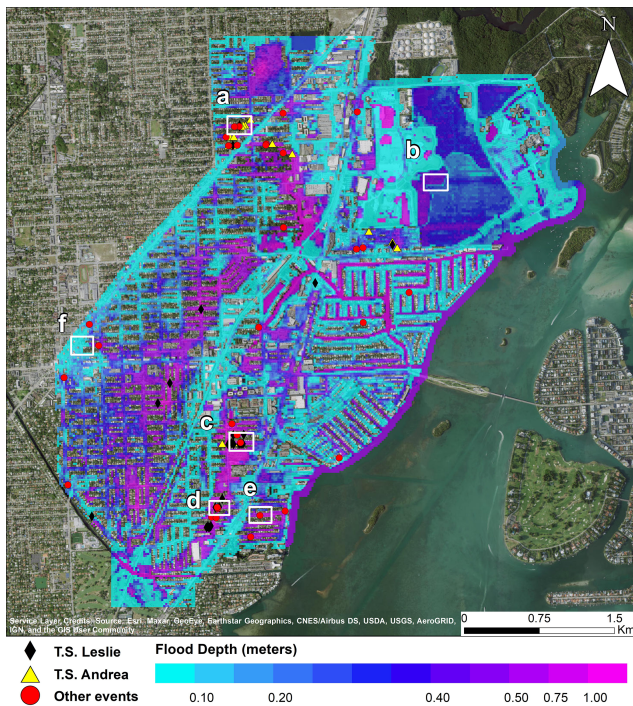 N
a
b
f
c
d
e
Service Layer Credits: Source: Esri, Maxar, GeoEye, Earthstar Geographics, CNES/Airbus DS, USDA, USGS, AeroGRID,
IGN, and the GIS User Community
0 0.75 1.5
Km
T.S. Leslie
T.S. Andrea
Other events
Flood Depth (meters)
0.10 0.20 0.40 0.50 0.75 1.00